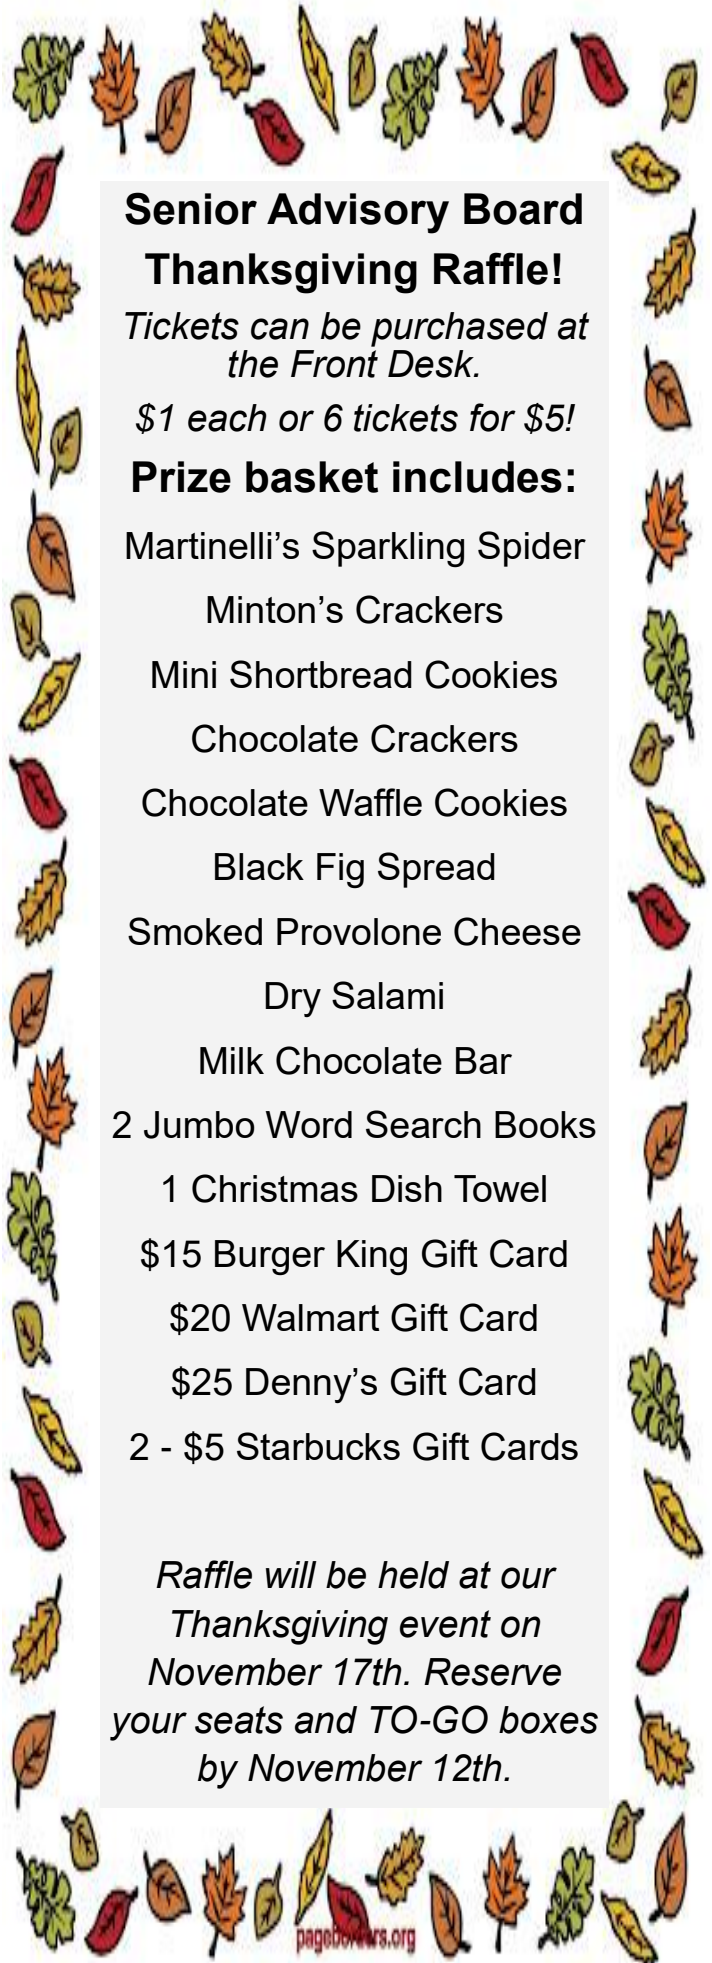 Senior Advisory Board
Thanksgiving Raffle!
Tickets can be purchased at
the Front Desk.
$1 each or 6 tickets for $5!
Prize basket includes:
Martinelli’s Sparkling Spider
Minton’s Crackers
Mini Shortbread Cookies
Chocolate Crackers
Chocolate Waffle Cookies
Black Fig Spread
Smoked Provolone Cheese
Dry Salami
Milk Chocolate Bar
2 Jumbo Word Search Books
1 Christmas Dish Towel
$15 Burger King Gift Card
$20 Walmart Gift Card
$25 Denny’s Gift Card
2 - $5 Starbucks Gift Cards
Raffle will be held at our
Thanksgiving event on
November 17th. Reserve
your seats and TO-GO boxes
by November 12th.
pageborders.org